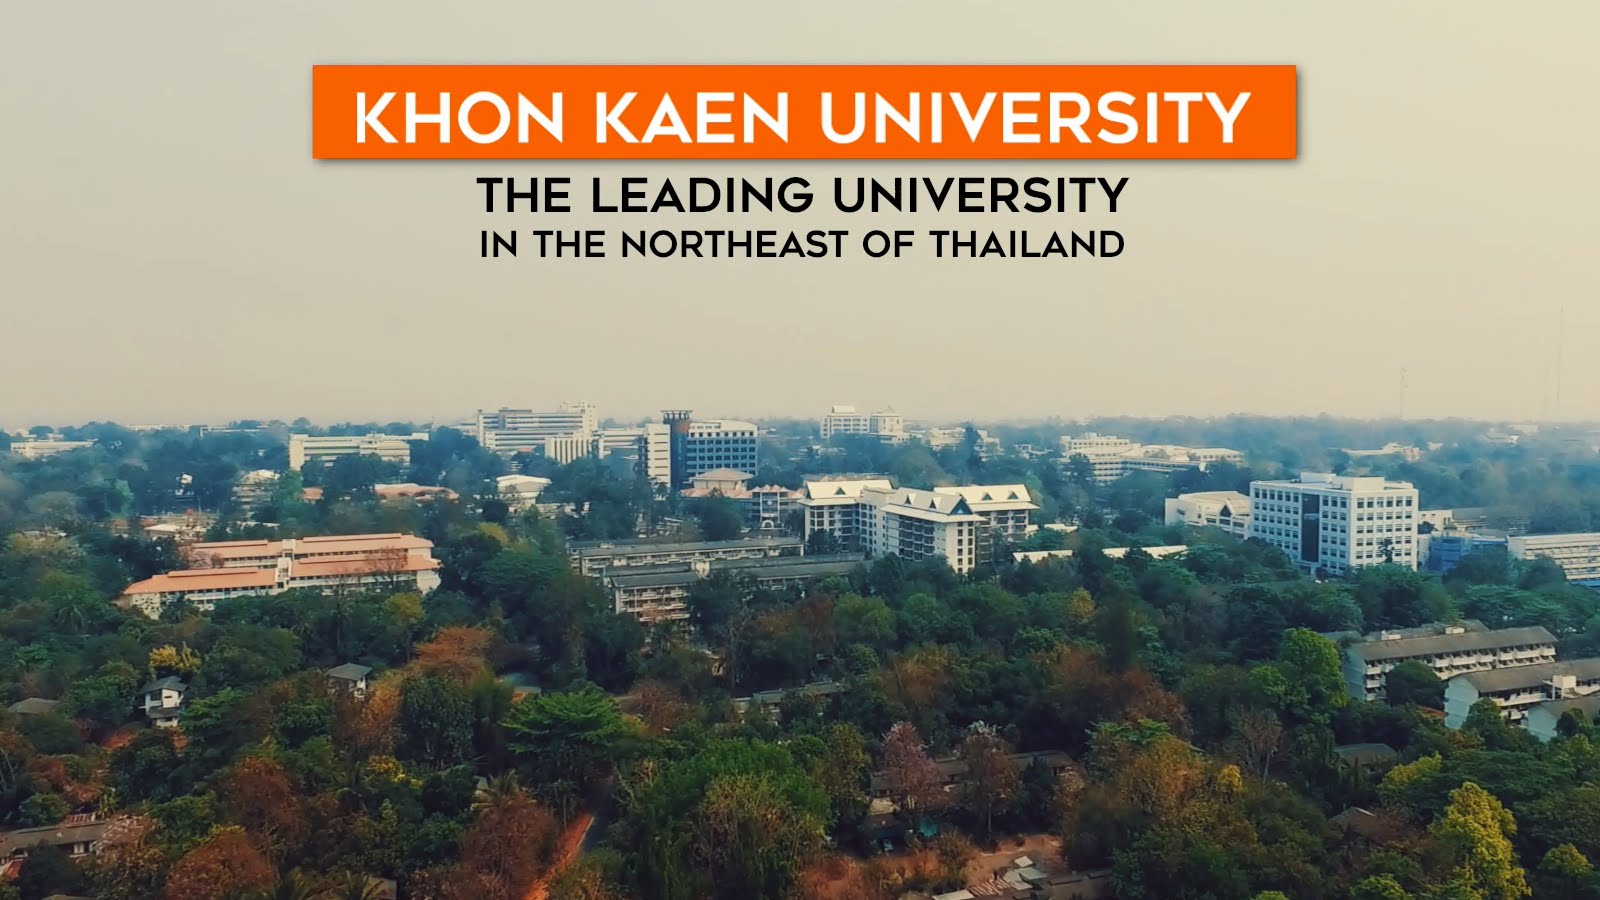 KHON KAEN UNIVERSITY
THE LEADING UNIVERSITY
IN THE NORTHEAST OF THAILAND